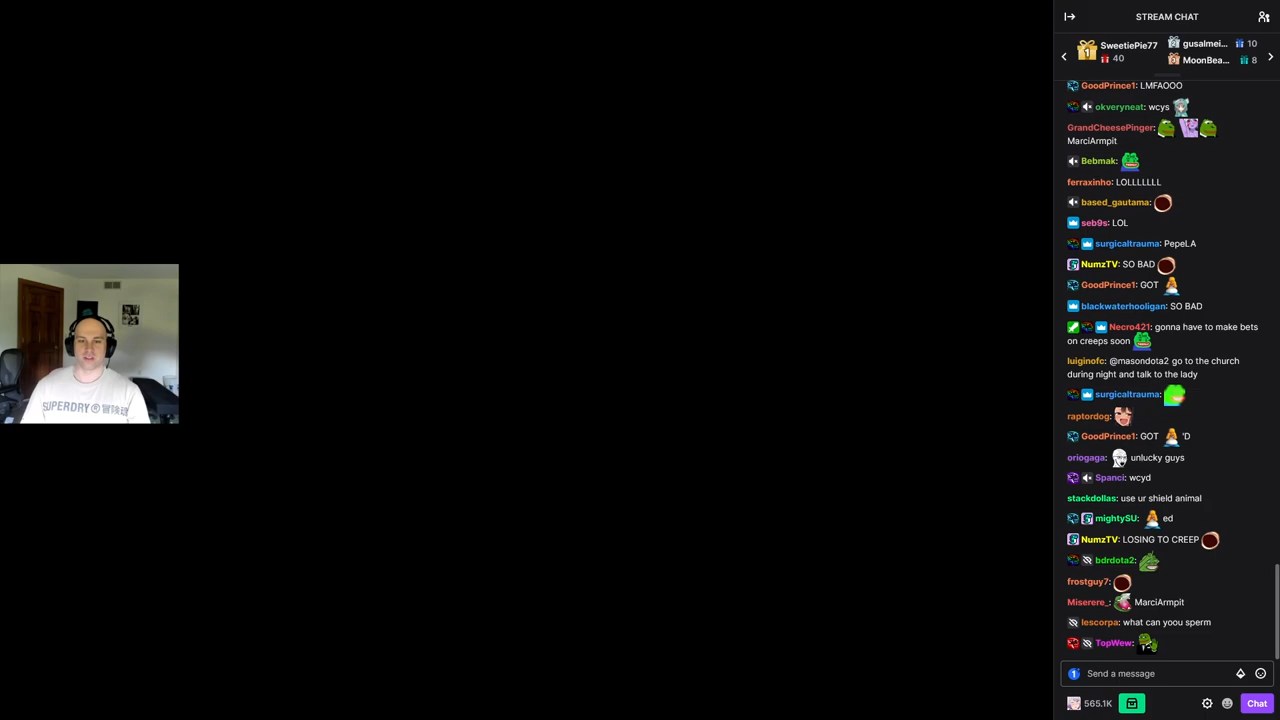 STREAM CHAT
SweetiePie77
40
gusalmei... 10
MoonBea... 8
GoodPrince1: LMFAOOO
okveryneat: wcys
GrandCheesePinger:
MarciArmpit
Bebmak:
ferraxinho: LOLLLLLLL
based_gautama:
seb9s: LOL
surgicaltrauma: PepeLA
NumzTV: SO BAD
GoodPrince1: GOT
blackwaterhooligan: SO BAD
Necro421: gonna have to make bets
on creeps soon
luiginofc: @masondota2 go to the church
during night and talk to the lady
surgicaltrauma:
raptordog:
GoodPrince1: GOT 'D
oriogaga: unlucky guys
Spanci: wcyd
stackdollas: use ur shield animal
mightySU: ed
NumzTV: LOSING TO CREEP
bdrdota2:
frostguy7:
Miserere_: MarciArmpit
lescorpa: what can yoou sperm
TopWew:
Send a message
565.1K
Chat
SUPERDRY®